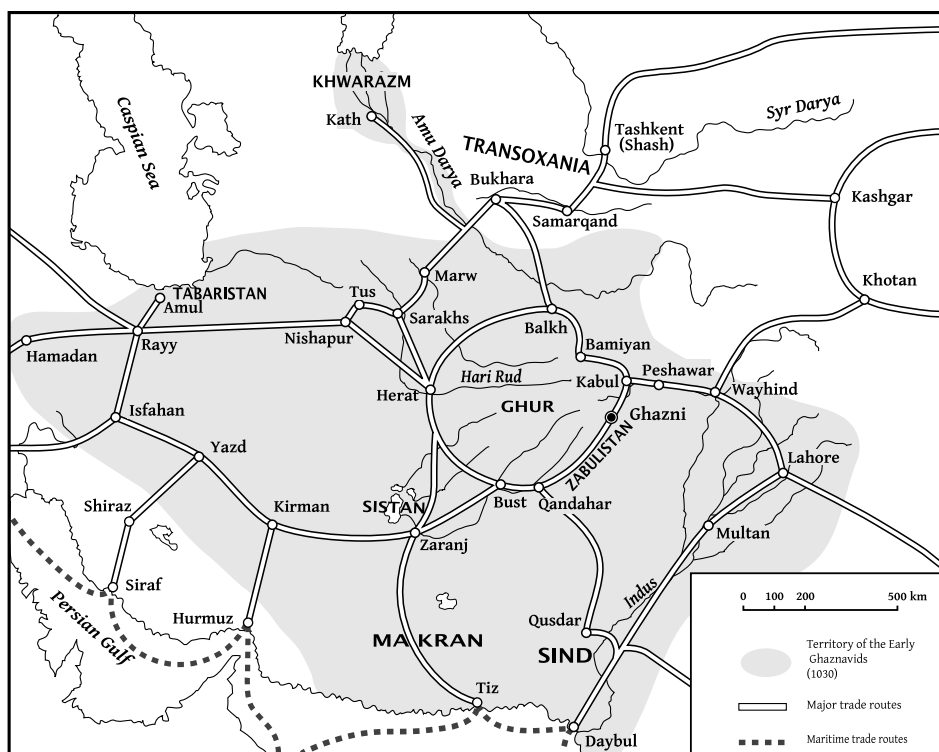 KHWARAZM
Kath
Caspian Sea
Amu Darya
TRANSOXANIA
Tashkent
(Shash)
Syr Darya
Bukhara
Samarqand
Kashgar
Khotan
Marw
TABARISTAN
Amul
Tus
Sarakhs
Nishapur
Balkh
Hamadan
Rayy
Bamiyan
Hari Rud
Kabul
Peshawar
Wayhind
Herat
GHUR
Ghazni
Isfahan
ZABULISTAN
Yazd
Lahore
Shiraz
Kirman
SISTAN
Bust
Qandahar
Zaranj
Multan
Siraf
Persian Gulf
Hurmuz
Indus
Qusdar
MAKRAN
SIND
Tiz
Daybul
0 100 200 500 km
Territory of the Early
Ghaznavids
(1030)
Major trade routes
Maritime trade routes